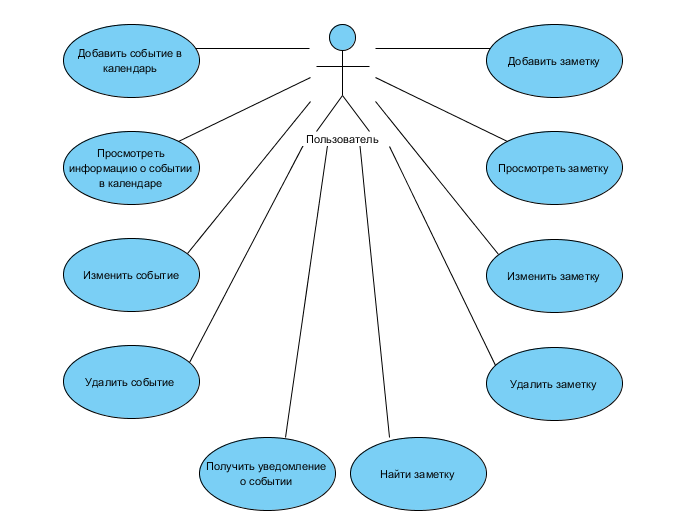 Добавить событие в
календарь
Добавить заметку
Пользователь
Просмотреть
информацию о событии
в календаре
Просмотреть заметку
Изменить событие
Изменить заметку
Удалить событие
Удалить заметку
Получить уведомление
о событии
Найти заметку